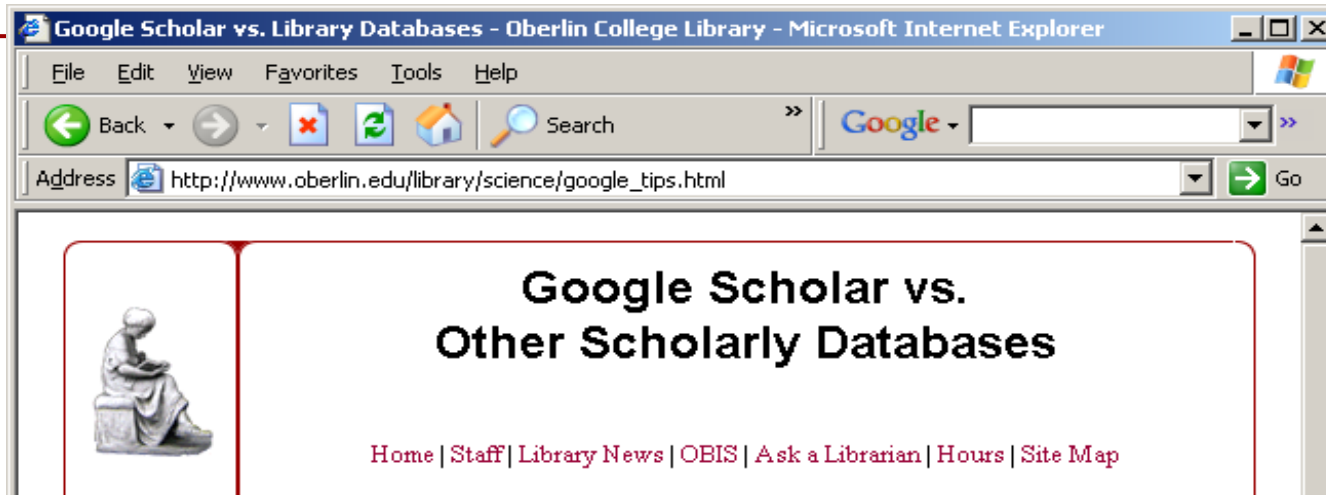 Google Scholar vs. Library Databases - Oberlin College Library - Microsoft Internet Explorer
File Edit View Favorites Tools Help
Back Search » Google »
Address http://www.oberlin.edu/library/science/google_tips.html Go
Google Scholar vs.
Other Scholarly Databases
Home | Staff | Library News | OBIS | Ask a Librarian | Hours | Site Map